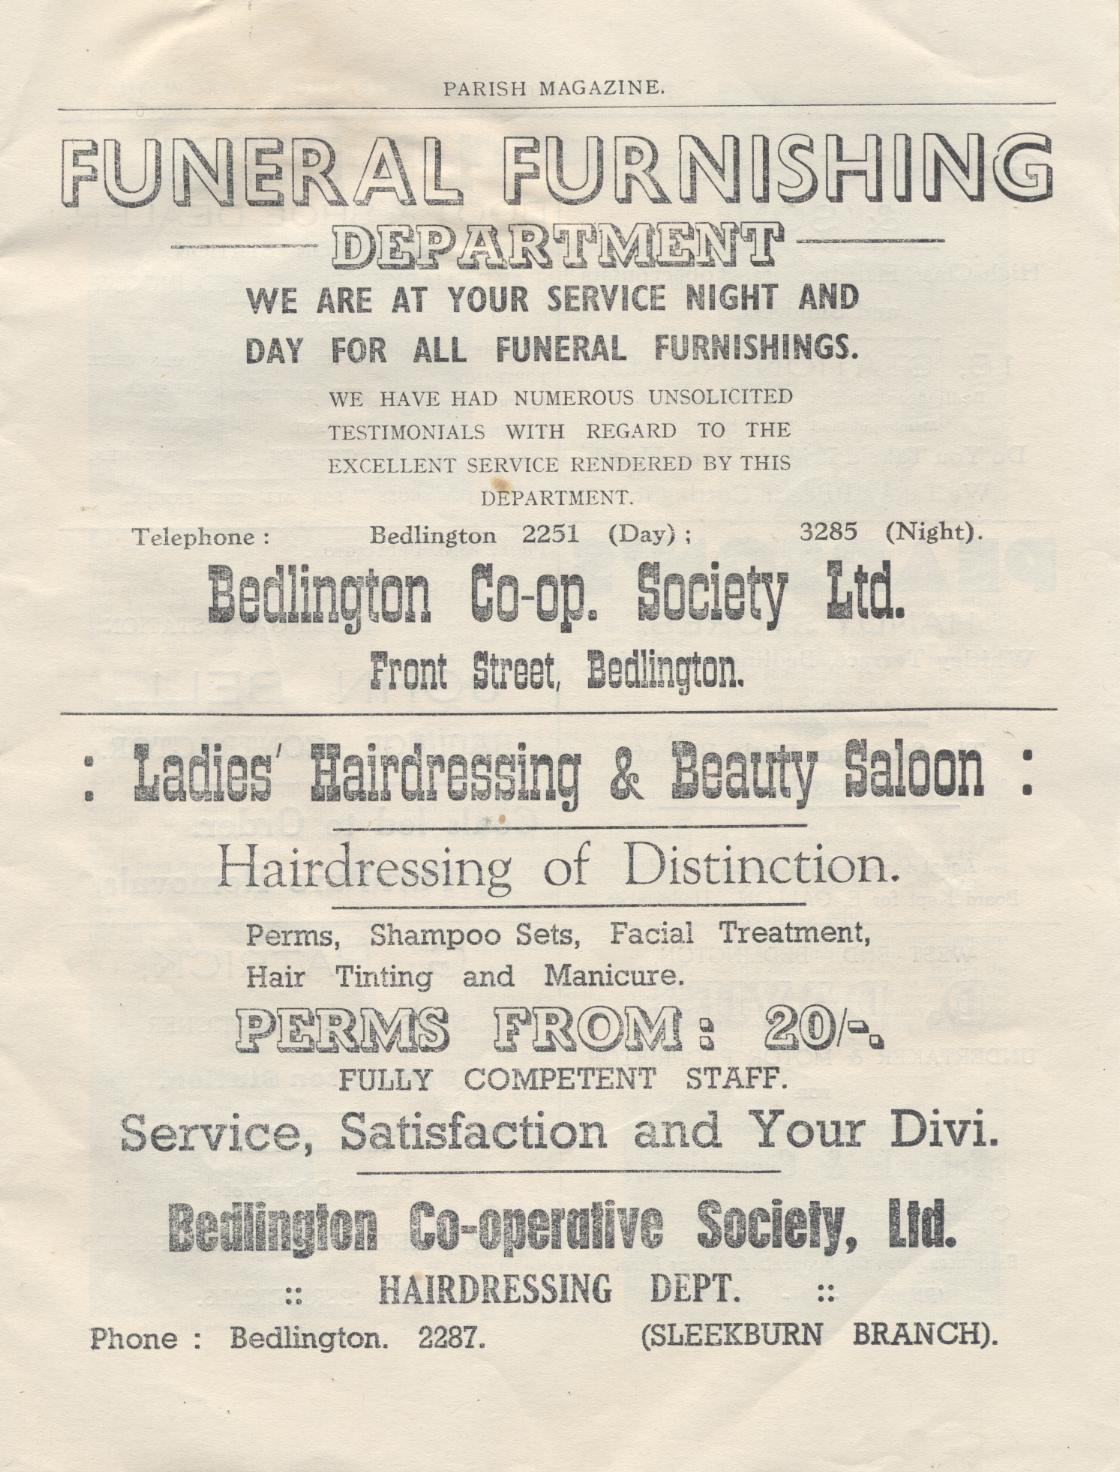 PARISH MAGAZINE.
FUNERAL FURNISHING
DEPARTMENT
WE ARE AT YOUR SERVICE NIGHT AND
DAY FOR ALL FUNERAL FURNISHINGS.
WE HAVE HAD NUMEROUS UNSOLICITED
TESTIMONIALS WITH REGARD TO THE
EXCELLENT SERVICE RENDERED BY THIS
DEPARTMENT.
Telephone : Bedlington 2251 (Day) ; 3285 (Night).
Bedlington Co-op. Society Ltd.
Front Street, Bedlington.
: Ladies' Hairdressing & Beauty Saloon :
Hairdressing of Distinction.
Perms, Shampoo Sets, Facial Treatment,
Hair Tinting and Manicure.
PERMS FROM : 20/-.
FULLY COMPETENT STAFF.
Service, Satisfaction and Your Divi.
Bedlington Co-operative Society, Ltd.
:: HAIRDRESSING DEPT. ::
Phone : Bedlington. 2287. (SLEEKBURN BRANCH).